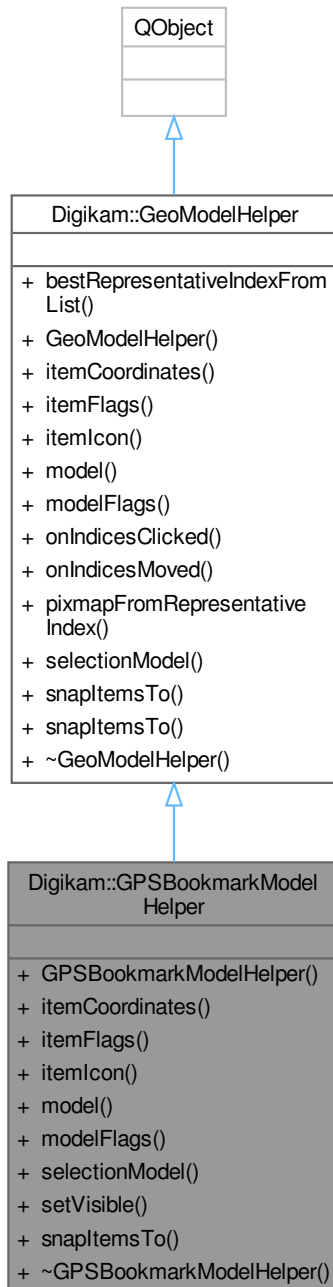 QObject
Digikam::GeoModelHelper
+ bestRepresentativeIndexFrom
List()
+ GeoModelHelper()
+ itemCoordinates()
+ itemFlags()
+ itemIcon()
+ model()
+ modelFlags()
+ onIndicesClicked()
+ onIndicesMoved()
+ pixmapFromRepresentative
Index()
+ selectionModel()
+ snapItemsTo()
+ snapItemsTo()
+ ~GeoModelHelper()
Digikam::GPSBookmarkModel
Helper
+ GPSBookmarkModelHelper()
+ itemCoordinates()
+ itemFlags()
+ itemIcon()
+ model()
+ modelFlags()
+ selectionModel()
+ setVisible()
+ snapItemsTo()
+ ~GPSBookmarkModelHelper()